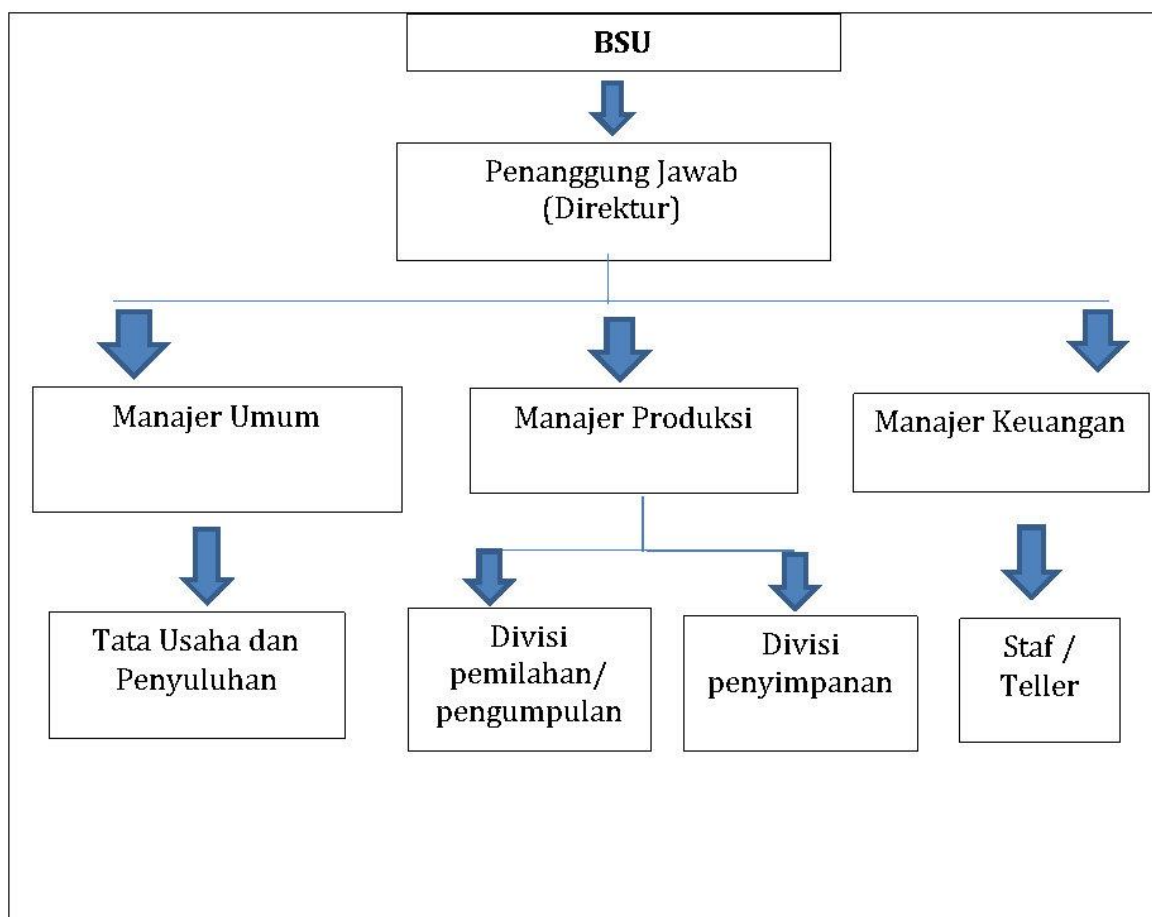 BSU
Penanggung Jawab
(Direktur)
Manajer Umum
Manajer Produksi
Manajer Keuangan
Tata Usaha dan
Penyuluhan
Divisi
pemilahan/
pengumpulan
Divisi
penyimpanan
Staf /
Teller